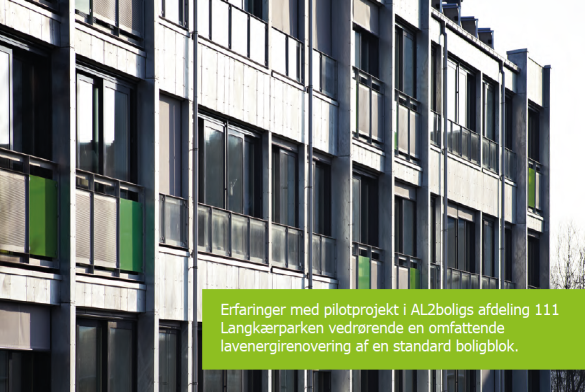 Erfaringer med pilotprojekt i AL2boligs afdeling 111
Langkærparken vedrørende en omfattende
lavenergirenovering af en standard boligblok.